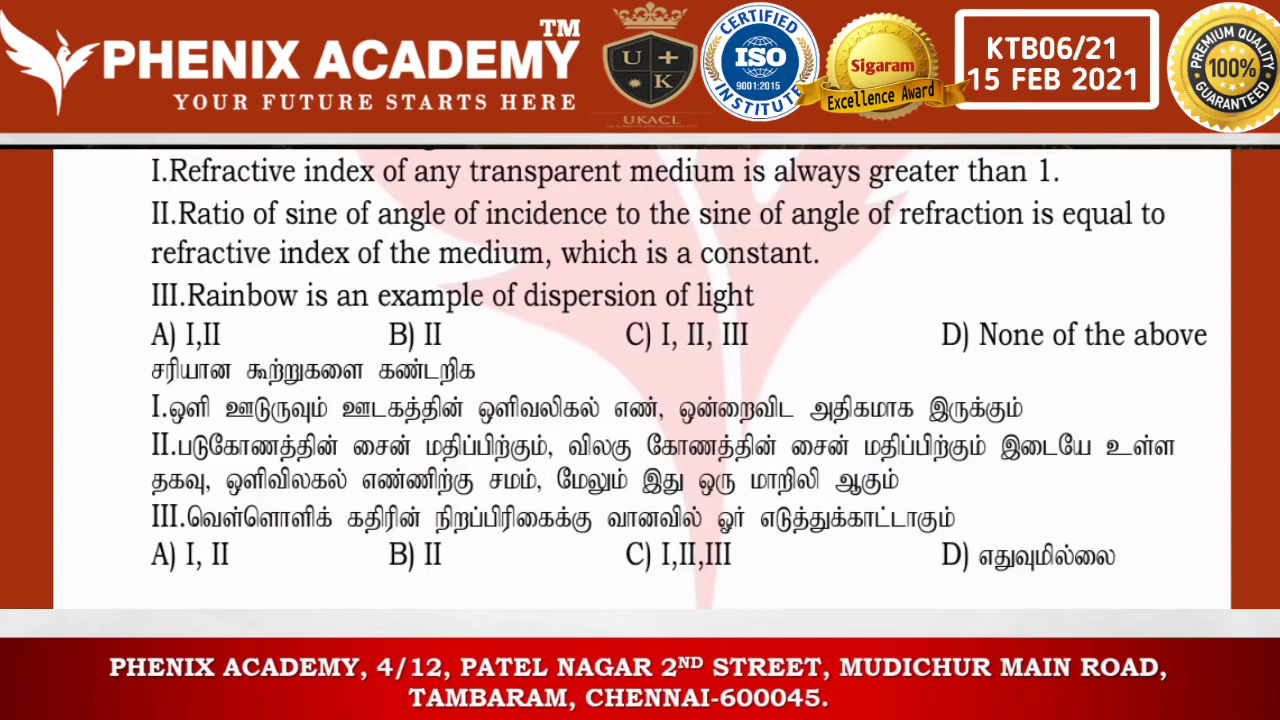 TM
PHENIX ACADEMY
YOUR FUTURE STARTS HERE
U + K
UKACL
CERTIFIED
ISO
9001:2015
INSTITUTE
Sigaram
Excellence Award
KTB06/21
15 FEB 2021
PREMIUM QUALITY
100%
GUARANTEED
I.Refractive index of any transparent medium is always greater than 1.
II.Ratio of sine of angle of incidence to the sine of angle of refraction is equal to
refractive index of the medium, which is a constant.
III.Rainbow is an example of dispersion of light
A) I,II B) II C) I, II, III D) None of the above
சரியான கூற்றுகளை கண்டறிக
I.ஒளி ஊடுருவும் ஊடகத்தின் ஒளிவலிகல் எண், ஒன்றைவிட அதிகமாக இருக்கும்
II.படுகோணத்தின் சைன் மதிப்பிற்கும், விலகு கோணத்தின் சைன் மதிப்பிற்கும் இடையே உள்ள
தகவு, ஒளிவிலகல் எண்ணிற்கு சமம், மேலும் இது ஒரு மாறிலி ஆகும்
III.வெள்ளொளிக் கதிரின் நிறப்பிரிகைக்கு வானவில் ஓர் எடுத்துக்காட்டாகும்
A) I, II B) II C) I,II,III D) எதுவுமில்லை
PHENIX ACADEMY, 4/12, PATEL NAGAR 2ND STREET, MUDICHUR MAIN ROAD,
TAMBARAM, CHENNAI-600045.